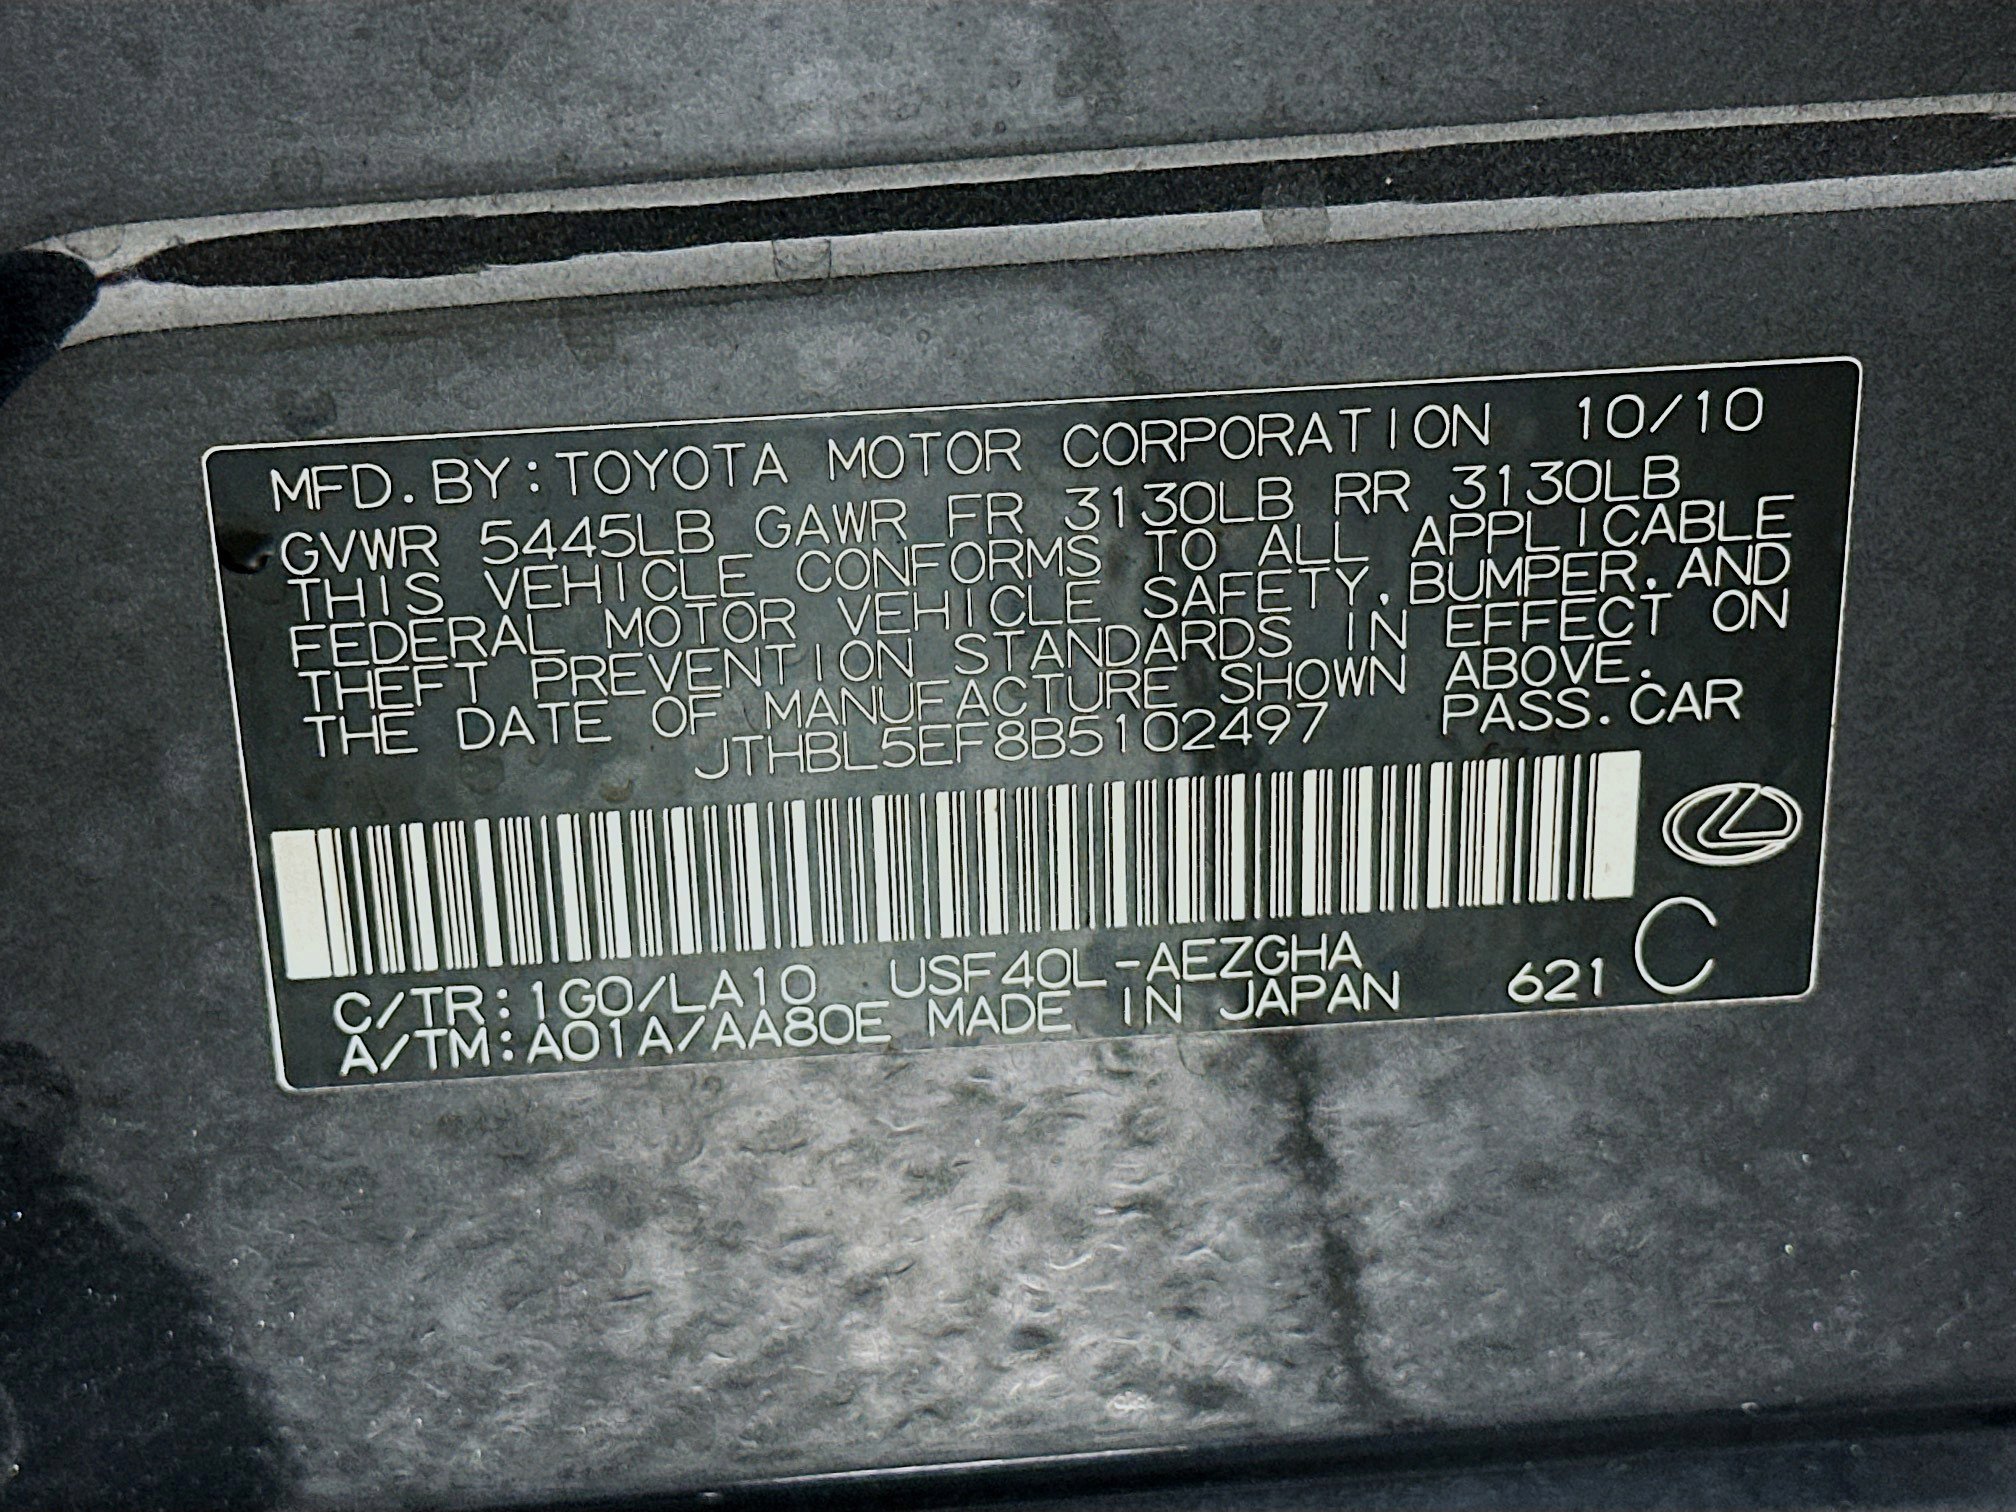 MFD. BY: TOYOTA MOTOR CORPORATION 10/10
GVWR 5445LB GAWR FR 3130LB RR 3130LB
THIS VEHICLE CONFORMS TO ALL APPLICABLE
FEDERAL MOTOR VEHICLE SAFETY, BUMPER, AND
THEFT PREVENTION STANDARDS IN EFFECT ON
THE DATE OF MANUFACTURE SHOWN ABOVE.
JTHBL5EF8B5102497 PASS. CAR
C/TR: 1G0/LA10 USF40L-AEZGHA
A/TM: A01A/AA80E MADE IN JAPAN 621 C